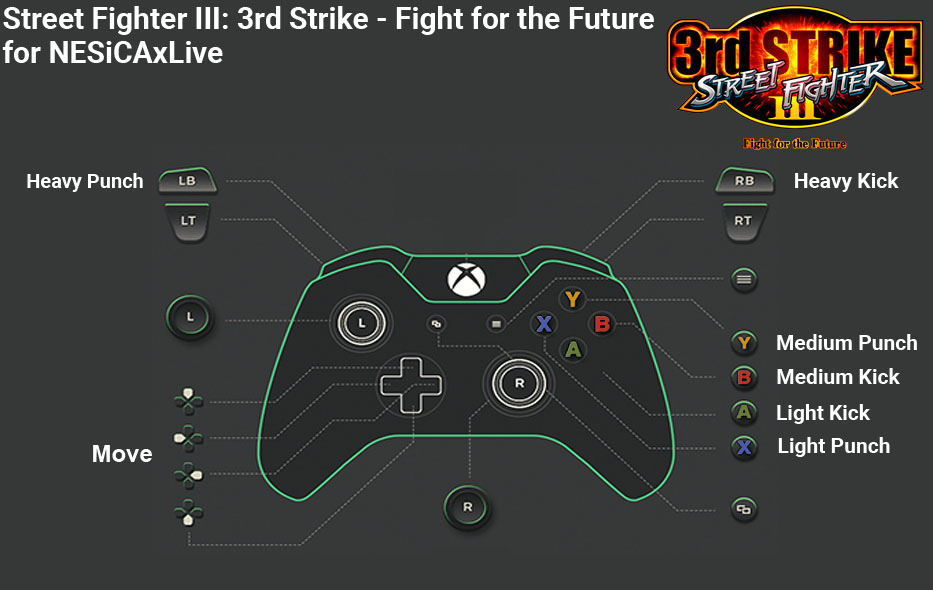 Street Fighter III: 3rd Strike - Fight for the Future
for NESiCAxLive
3rd STRIKE
STREET FIGHTER
III
Fight for the Future
Heavy Punch
LB
RB
Heavy Kick
LT
RT
L
L
X
Y
B
A
R
Y
Medium Punch
B
Medium Kick
A
Light Kick
X
Light Punch
Move
R